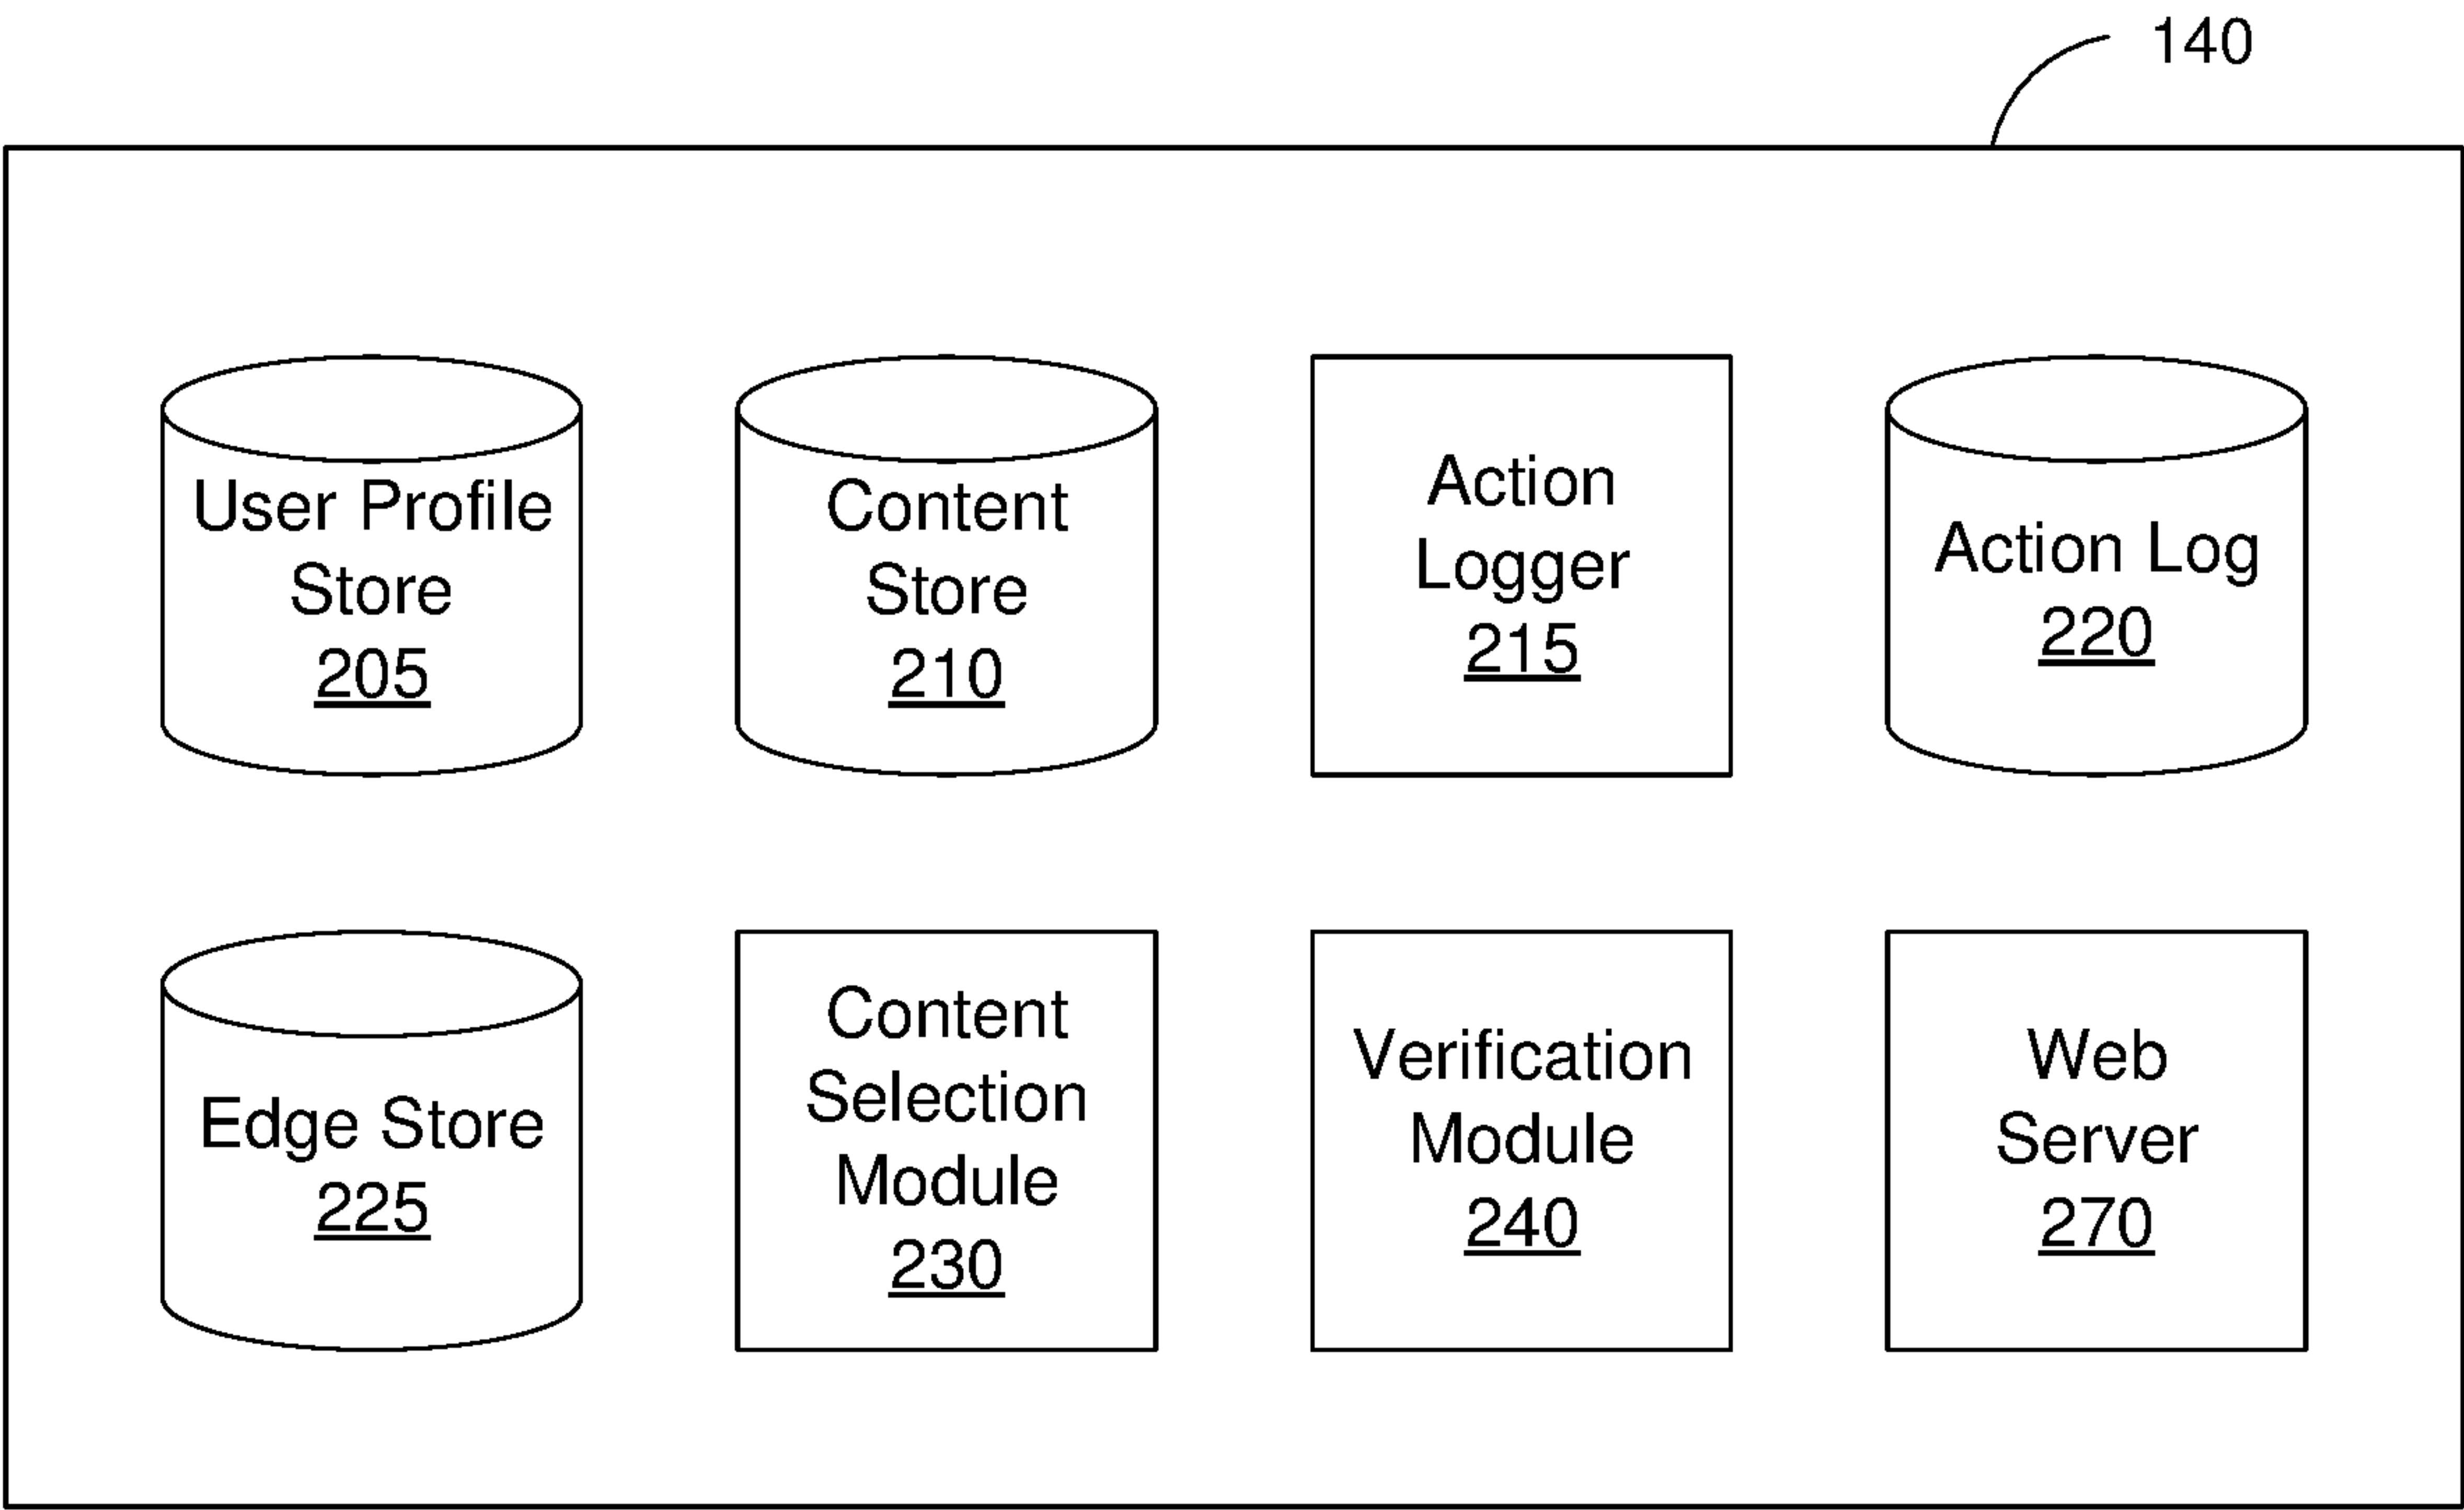 140
User Profile
Store
205
Content
Store
210
Action
Logger
215
Action Log
220
Edge Store
225
Content
Selection
Module
230
Verification
Module
240
Web
Server
270